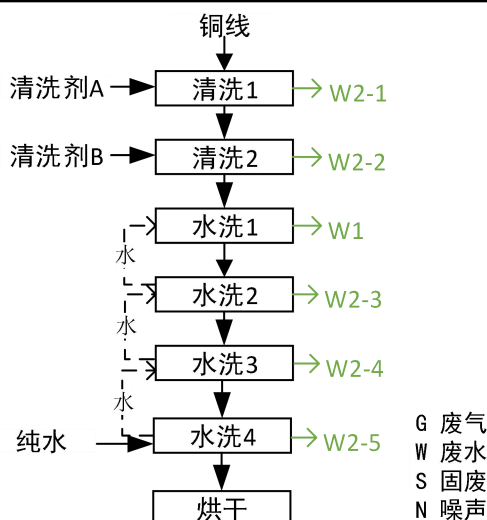 铜线
清洗剂A
清洗1
W2-1
清洗剂B
清洗2
W2-2
水洗1
W1
水
水洗2
W2-3
水
水洗3
W2-4
水
纯水
水洗4
W2-5
烘干
G 废气
W 废水
S 固废
N 噪声